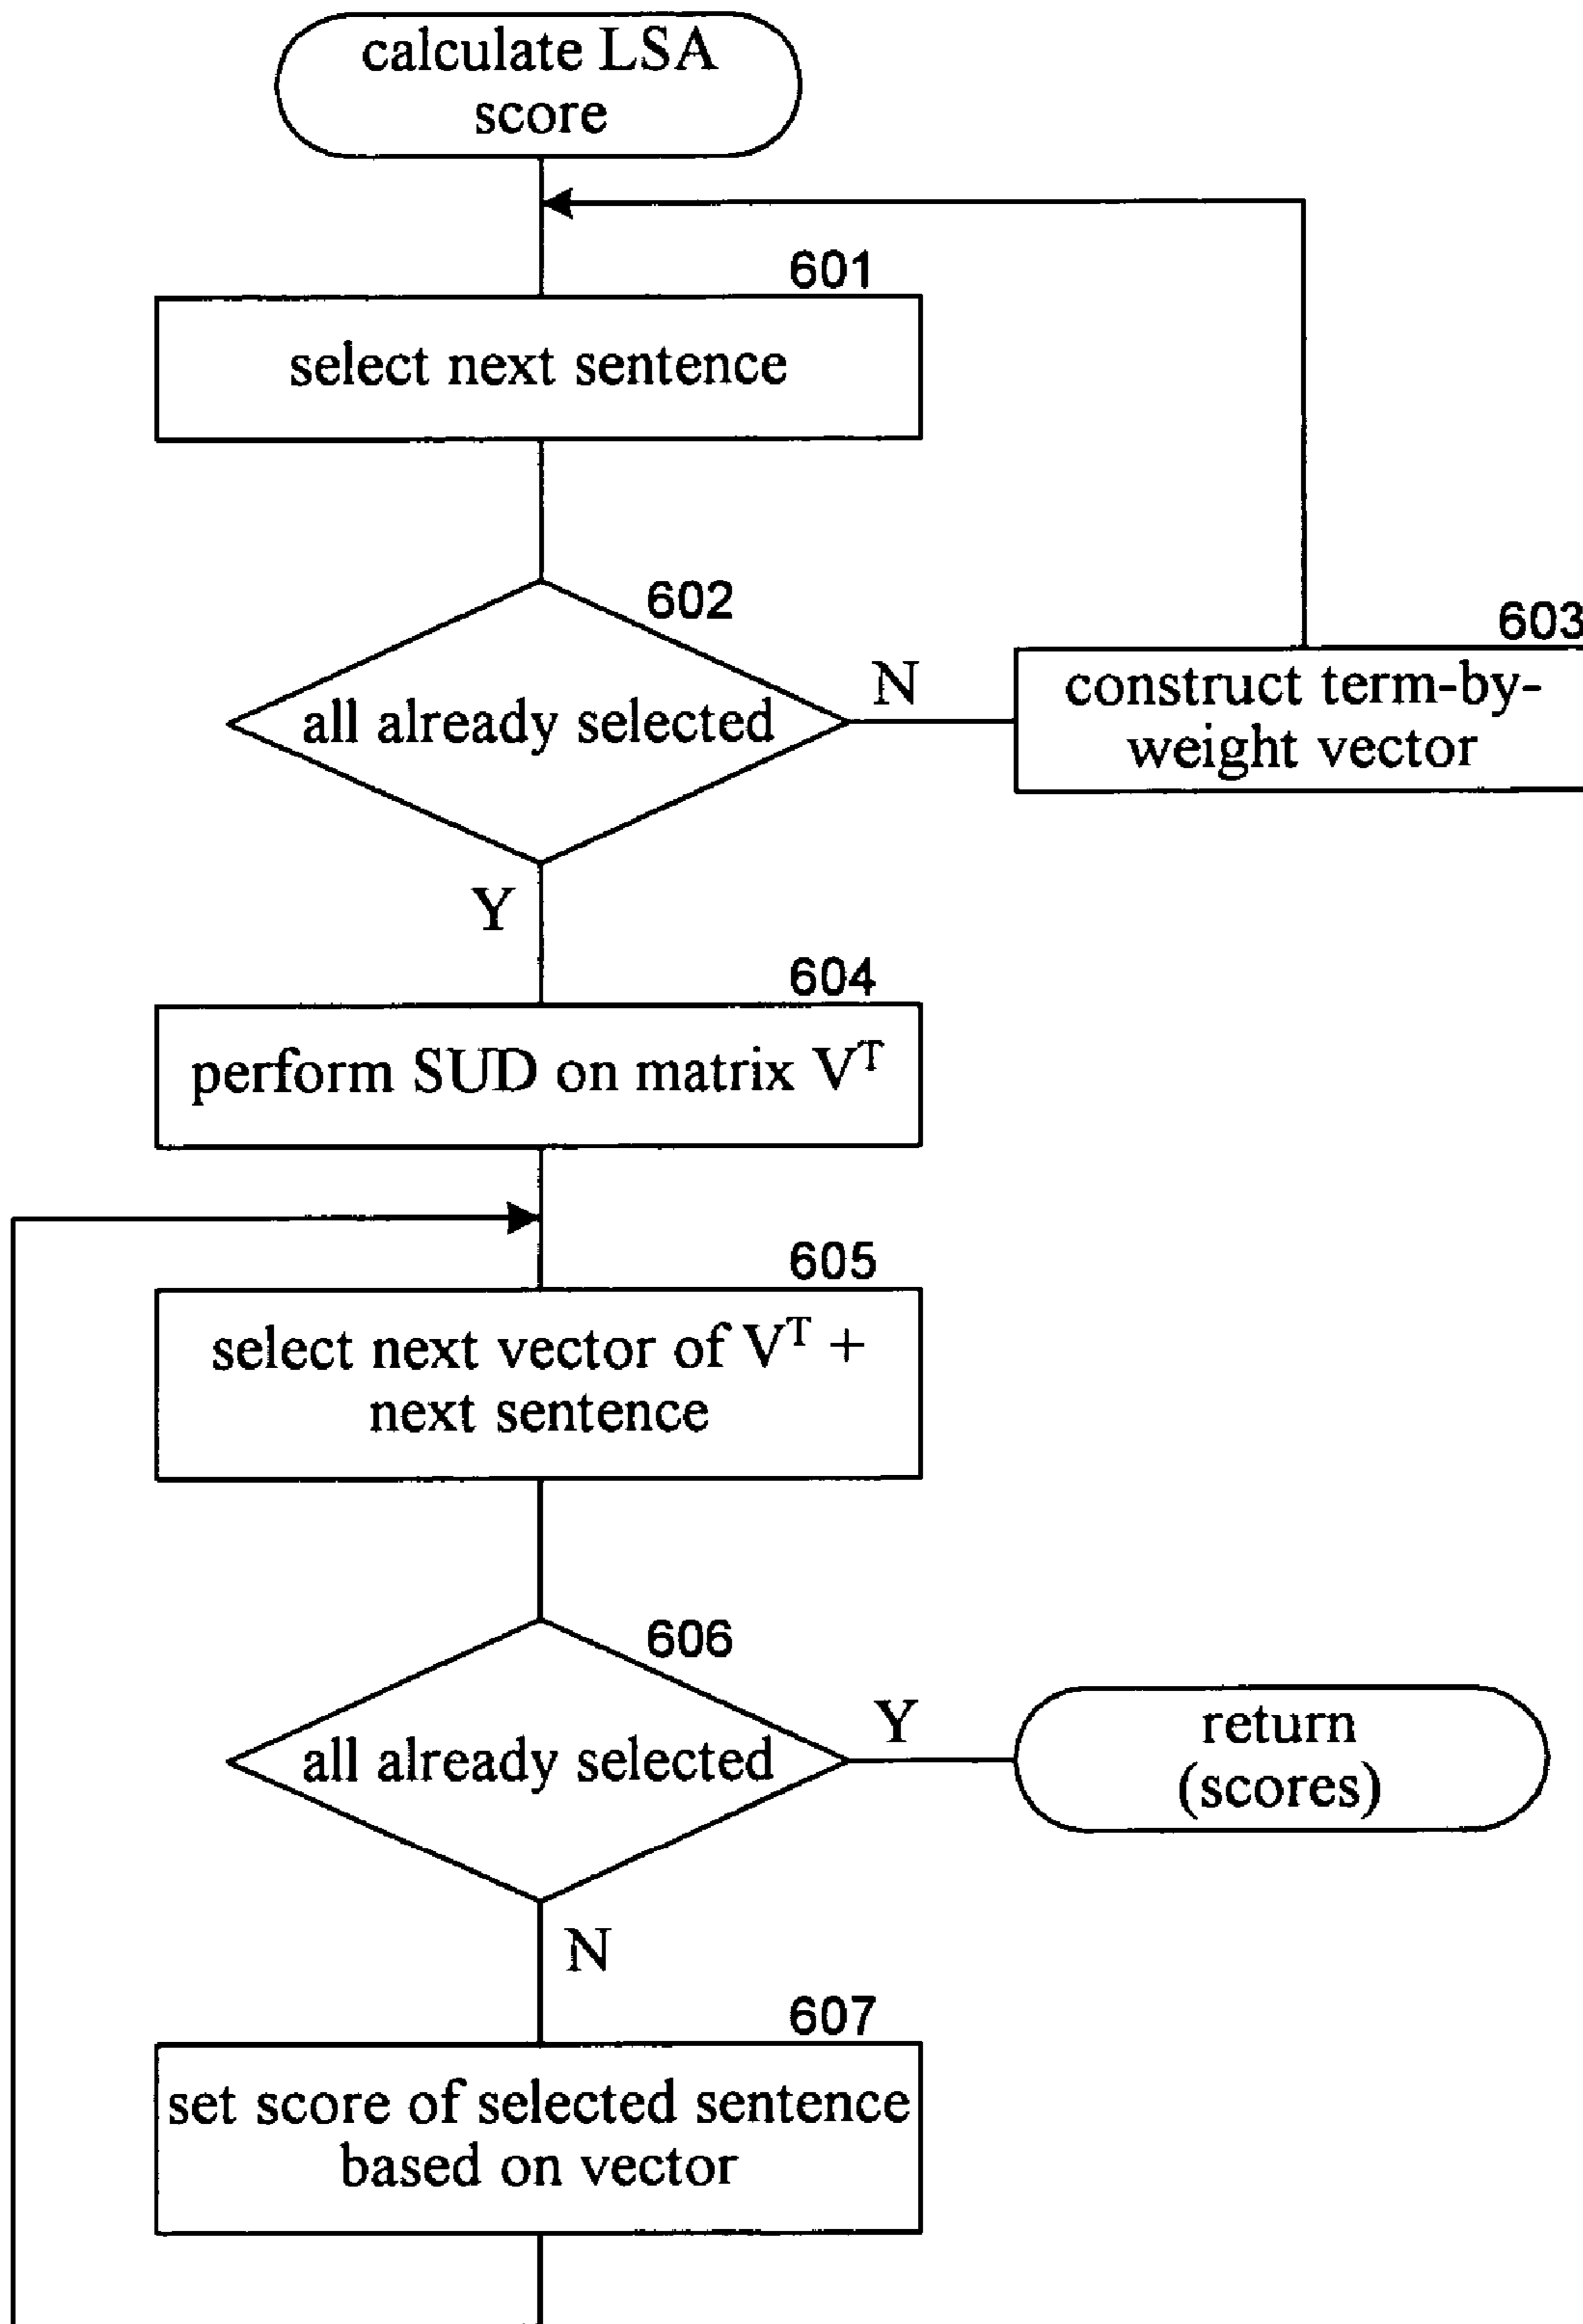 calculate LSA
score
601
select next sentence
602
all already selected
N
603
construct term-by-
weight vector
Y
604
perform SUD on matrix Vᵀ
605
select next vector of Vᵀ +
next sentence
606
all already selected
Y
return
(scores)
N
607
set score of selected sentence
based on vector